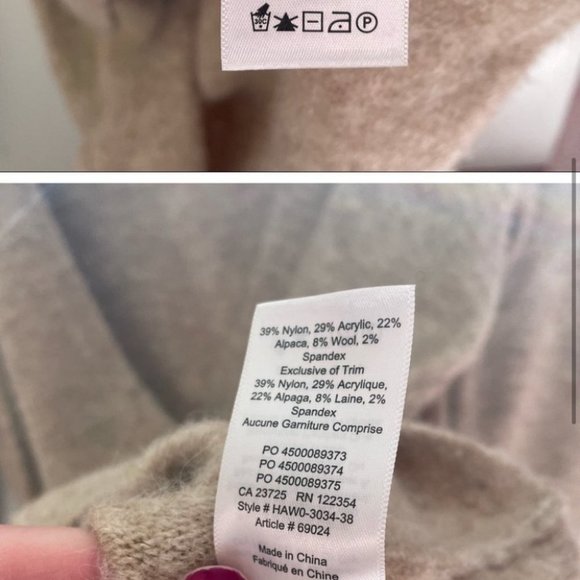 30C
P
39% Nylon, 29% Acrylic, 22%
Alpaca, 8% Wool, 2%
Spandex
Exclusive of Trim
39% Nylon, 29% Acrylique,
22% Alpaga, 8% Laine, 2%
Spandex
Aucune Garniture Comprise
PO 4500089373
PO 4500089374
PO 4500089375
CA 23725 RN 122354
Style # HAW0-3034-38
Article # 69024
Made in China
Fabriqué en Chine